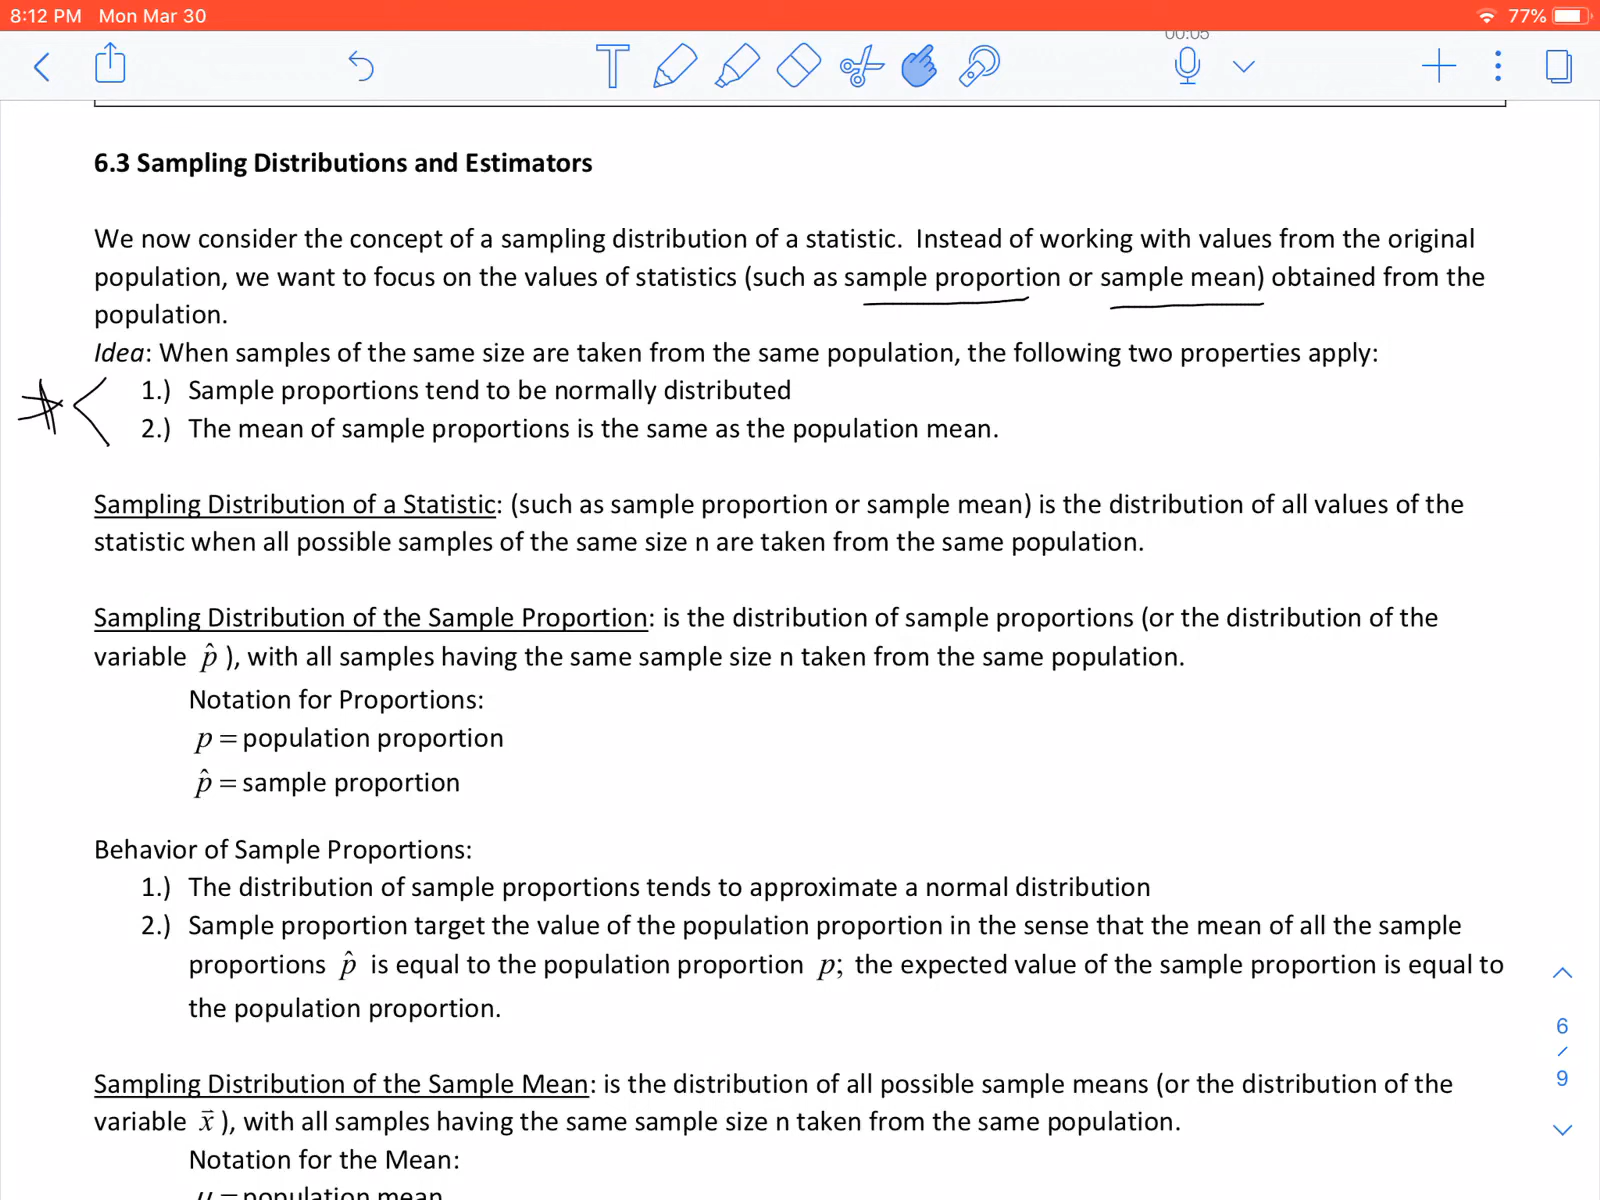 8:12 PM Mon Mar 30
77%
00:05
6.3 Sampling Distributions and Estimators
We now consider the concept of a sampling distribution of a statistic. Instead of working with values from the original
population, we want to focus on the values of statistics (such as sample proportion or sample mean) obtained from the
population.
Idea: When samples of the same size are taken from the same population, the following two properties apply:
1.) Sample proportions tend to be normally distributed
2.) The mean of sample proportions is the same as the population mean.
Sampling Distribution of a Statistic: (such as sample proportion or sample mean) is the distribution of all values of the
statistic when all possible samples of the same size n are taken from the same population.
Sampling Distribution of the Sample Proportion: is the distribution of sample proportions (or the distribution of the
variable p̂ ), with all samples having the same sample size n taken from the same population.
Notation for Proportions:
p = population proportion
p̂ = sample proportion
Behavior of Sample Proportions:
1.) The distribution of sample proportions tends to approximate a normal distribution
2.) Sample proportion target the value of the population proportion in the sense that the mean of all the sample
proportions p̂ is equal to the population proportion p; the expected value of the sample proportion is equal to
the population proportion.
6
/
9
Sampling Distribution of the Sample Mean: is the distribution of all possible sample means (or the distribution of the
variable x̄ ), with all samples having the same sample size n taken from the same population.
Notation for the Mean:
μ = population mean